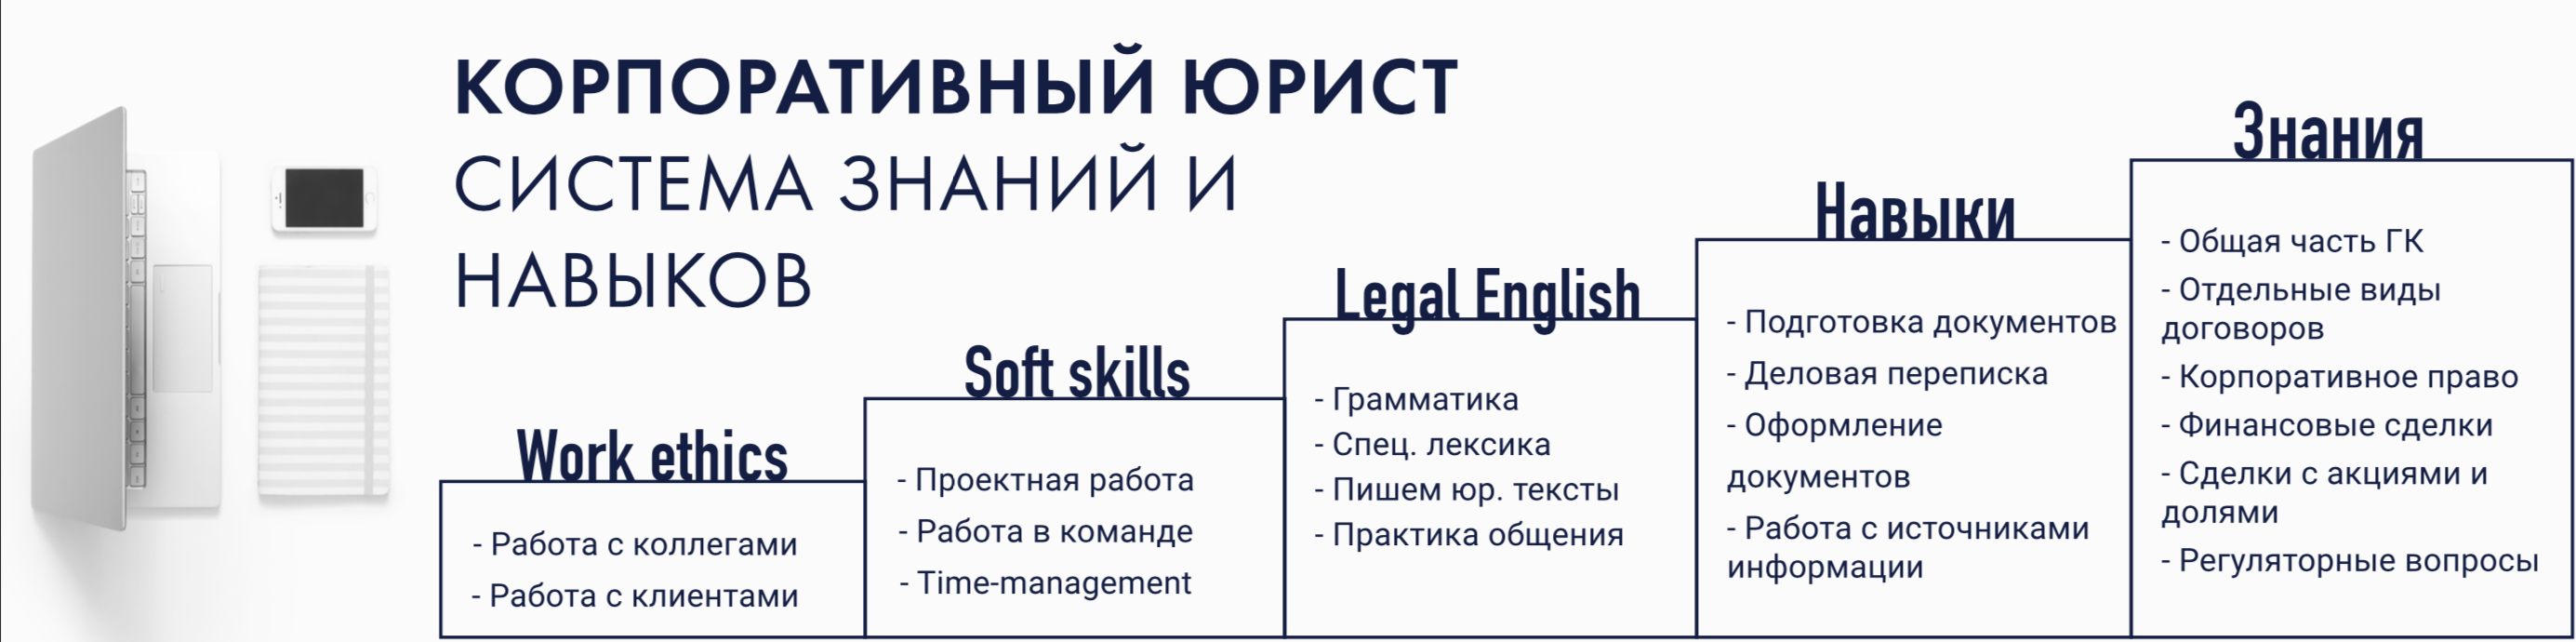 КОРПОРАТИВНЫЙ ЮРИСТ
СИСТЕМА ЗНАНИЙ И
НАВЫКОВ
Work ethics
- Работа с коллегами
- Работа с клиентами
Soft skills
- Проектная работа
- Работа в команде
- Time-management
Legal English
- Грамматика
- Спец. лексика
- Пишем юр. тексты
- Практика общения
Навыки
- Подготовка документов
- Деловая переписка
- Оформление
документов
- Работа с источниками
информации
Знания
- Общая часть ГК
- Отдельные виды
договоров
- Корпоративное право
- Финансовые сделки
- Сделки с акциями и
долями
- Регуляторные вопросы